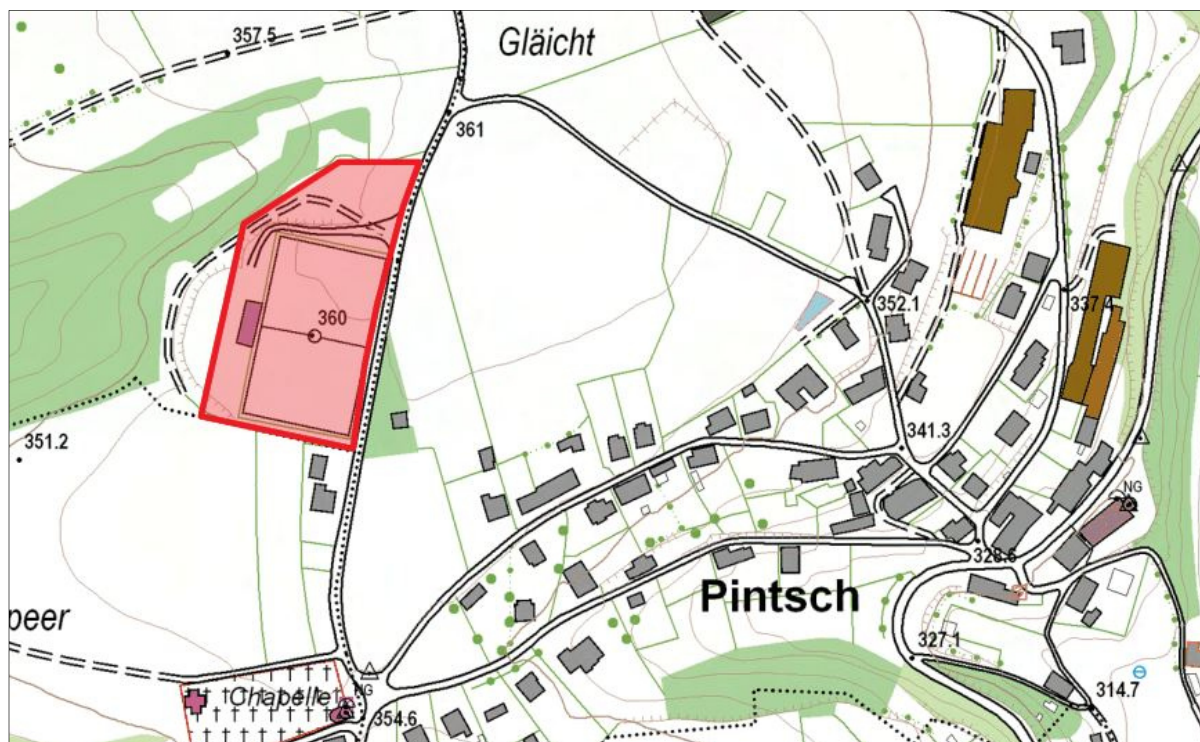 Gläicht
357.5
361
352.1
337.4
360
341.3
351.2
NG
328.6
Pintsch
peer
327.1
NG
Chapelle
314.7
354.6